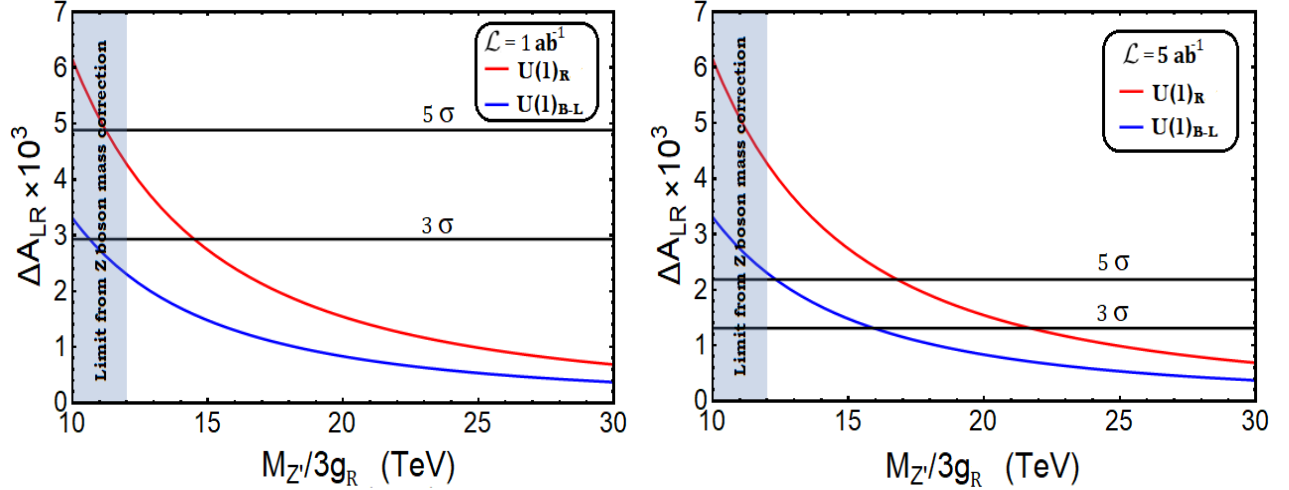 ΔA_LR × 10³
6
5
4
3
2
1
0
Limit from Z boson mass correction
ℒ = 1 ab⁻¹
U(1)_R
U(1)_B-L
5 σ
3 σ
10
15
20
25
30
M_Z'/3g_R (TeV)
ΔA_LR × 10³
7
6
5
4
3
2
1
0
Limit from Z boson mass correction
ℒ = 5 ab⁻¹
U(1)_R
U(1)_B-L
5 σ
3 σ
10
15
20
25
30
M_Z'/3g_R (TeV)